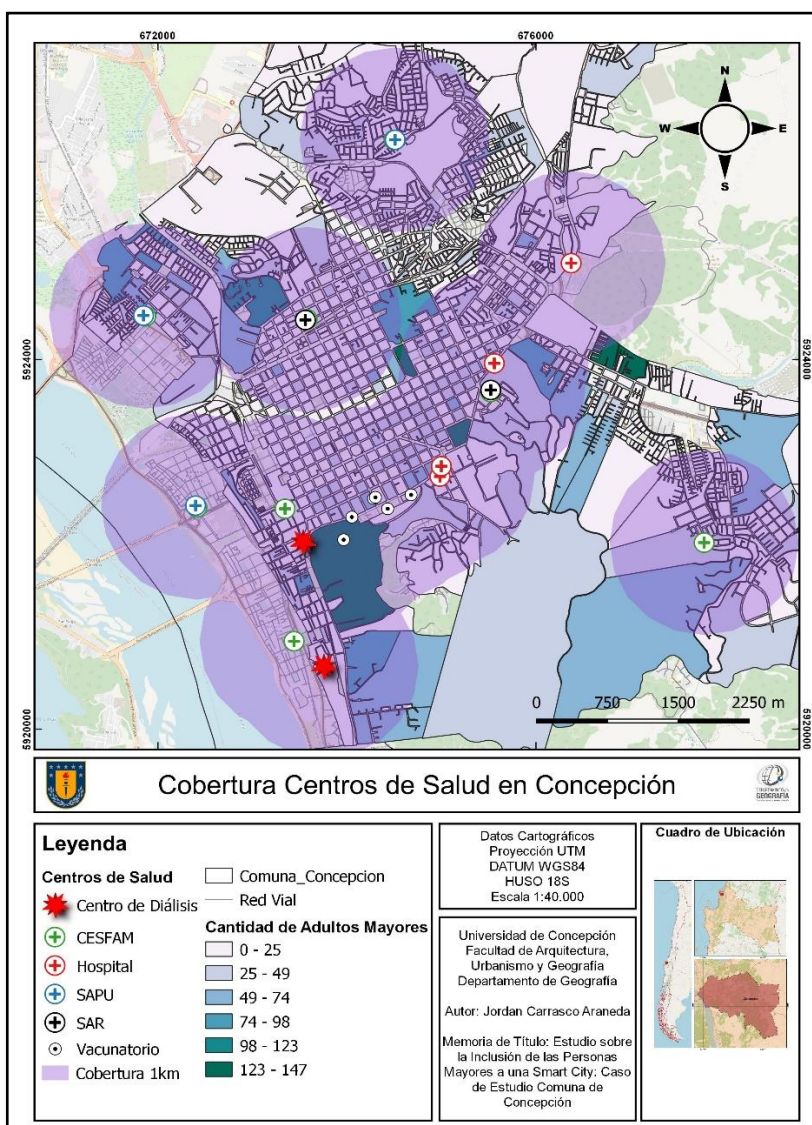 672000
676000
N
W
E
S
5924000
5924000
0 750 1500 2250 m
5920000
5920000
Cobertura Centros de Salud en Concepción
GEOGRAFÍA
Leyenda
Centros de Salud
Centro de Diálisis
CESFAM
Hospital
SAPU
SAR
Vacunatorio
Cobertura 1km
Comuna_Concepcion
Red Vial
Cantidad de Adultos Mayores
0 - 25
25 - 49
49 - 74
74 - 98
98 - 123
123 - 147
Datos Cartográficos
Proyección UTM
DATUM WGS84
HUSO 18S
Escala 1:40.000
Universidad de Concepción
Facultad de Arquitectura,
Urbanismo y Geografía
Departamento de Geografía
Autor: Jordan Carrasco Araneda
Memoria de Título: Estudio sobre
la Inclusión de las Personas
Mayores a una Smart City: Caso
de Estudio Comuna de
Concepción
Cuadro de Ubicación